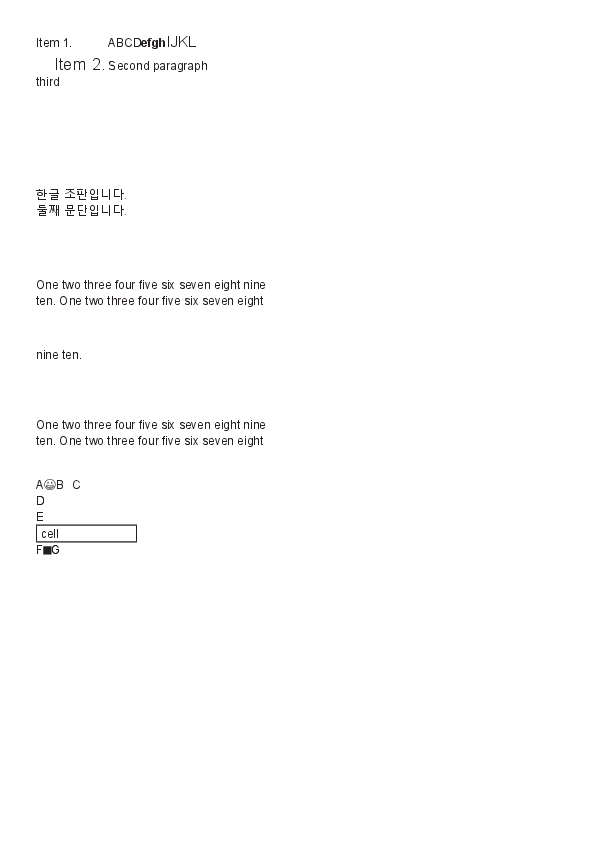 Item 1. ABCDefghIJKL
Item 2. Second paragraph
third
한글 조판입니다.
둘째 문단입니다.
One two three four five six seven eight nine
ten. One two three four five six seven eight
nine ten.
One two three four five six seven eight nine
ten. One two three four five six seven eight
A😀B C
D
E
cell
F■G